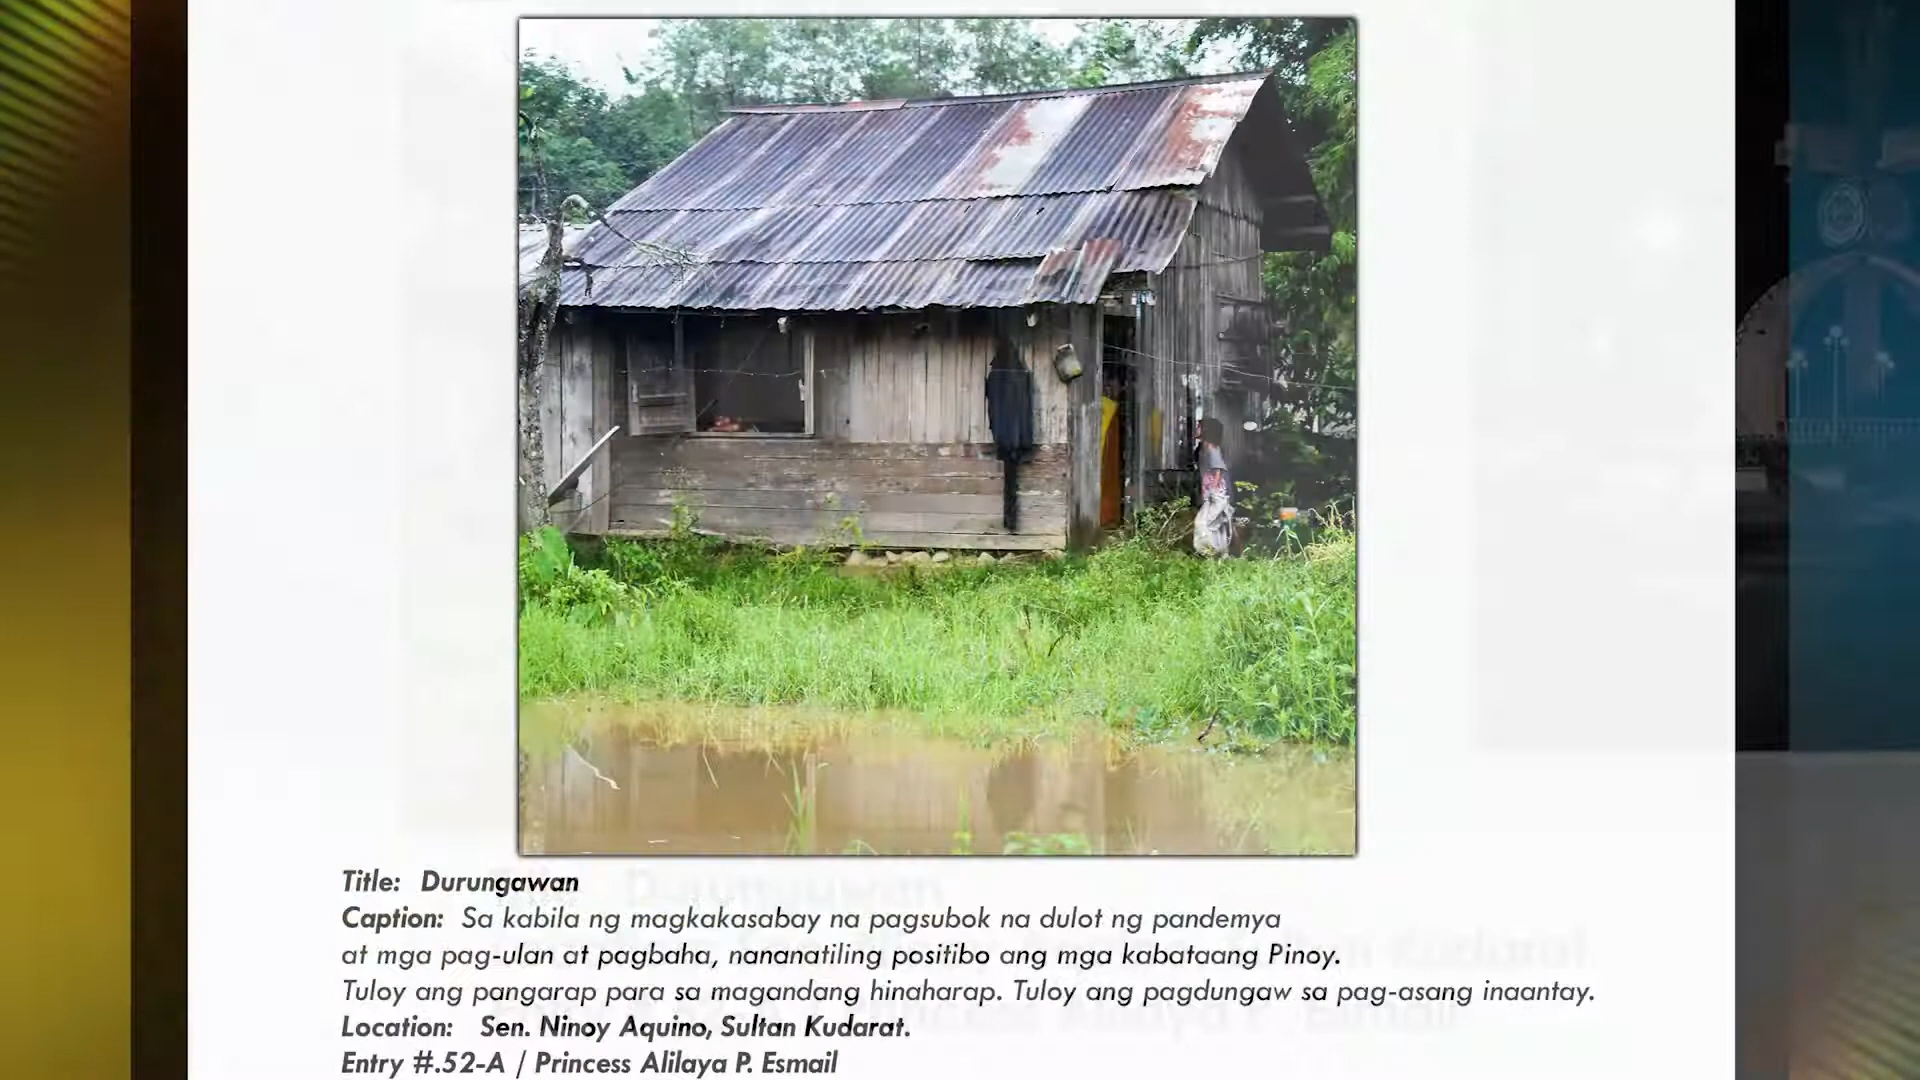 Title: Durungawan
Caption: Sa kabila ng magkakasabay na pagsubok na dulot ng pandemya
at mga pag-ulan at pagbaha, nananatiling positibo ang mga kabataang Pinoy.
Tuloy ang pangarap para sa magandang hinaharap. Tuloy ang pagdungaw sa pag-asang inaantay.
Location: Sen. Ninoy Aquino, Sultan Kudarat.
Entry #.52-A / Princess Alilaya P. Esmail